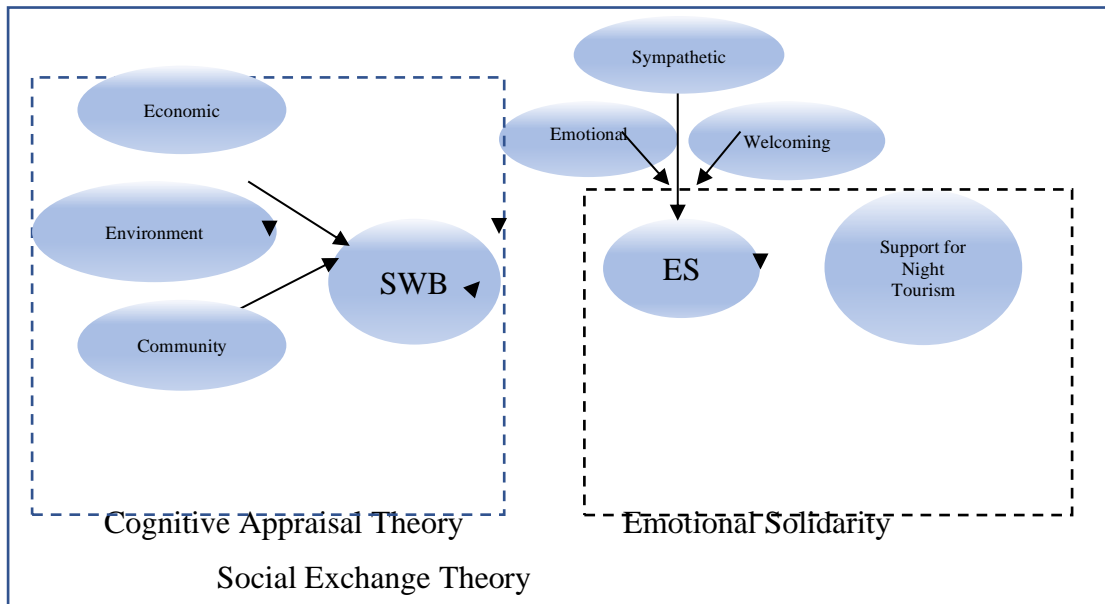 Sympathetic
Economic
Emotional
Welcoming
Environment
SWB
ES
Support for
Night
Tourism
Community
Cognitive Appraisal Theory
Emotional Solidarity
Social Exchange Theory